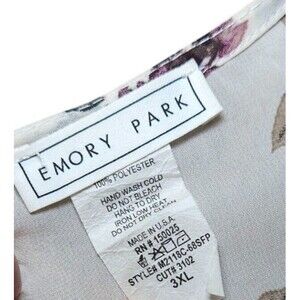 EMORY PARK
100% POLYESTER
HAND WASH COLD
DO NOT BLEACH
HANG TO DRY
IRON LOW HEAT
DO NOT DRY CLEAN
MADE IN U.S.A.
RN# 150025
STYLE# M2118C-68SFP
CUT# 3102
3XL